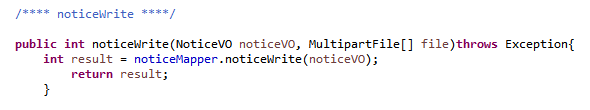 /**** noticeWrite ****/
public int noticeWrite(NoticeVO noticeVO, MultipartFile[] file)throws Exception{
int result = noticeMapper.noticeWrite(noticeVO);
return result;
}